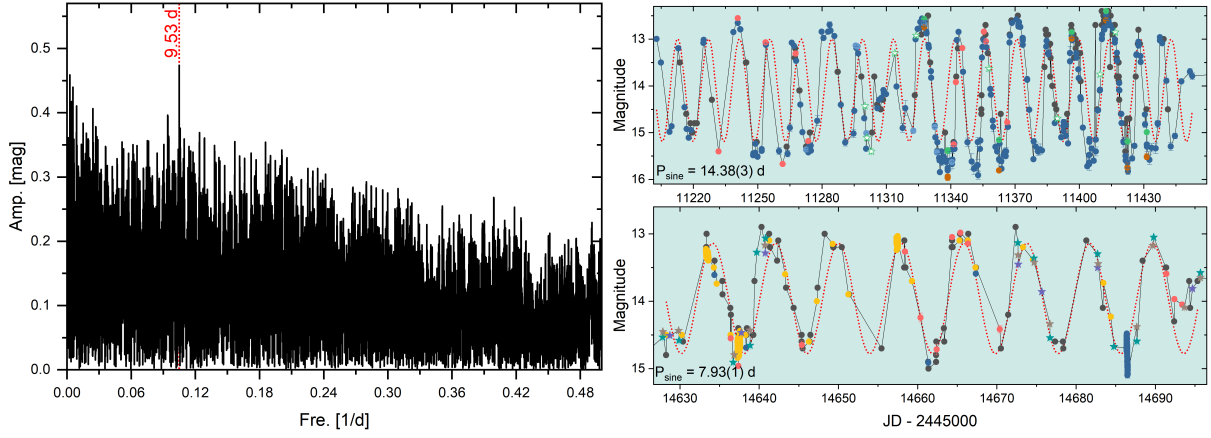 0.5
0.4
0.3
0.2
0.1
0.0
Amp. [mag]
9.53 d
0.00 0.06 0.12 0.18 0.24 0.30 0.36 0.42 0.48
Fre. [1/d]
13
14
15
16
Magnitude
P_sine = 14.38(3) d
11220 11250 11280 11310 11340 11370 11400 11430
13
14
15
Magnitude
P_sine = 7.93(1) d
14630 14640 14650 14660 14670 14680 14690
JD - 2445000